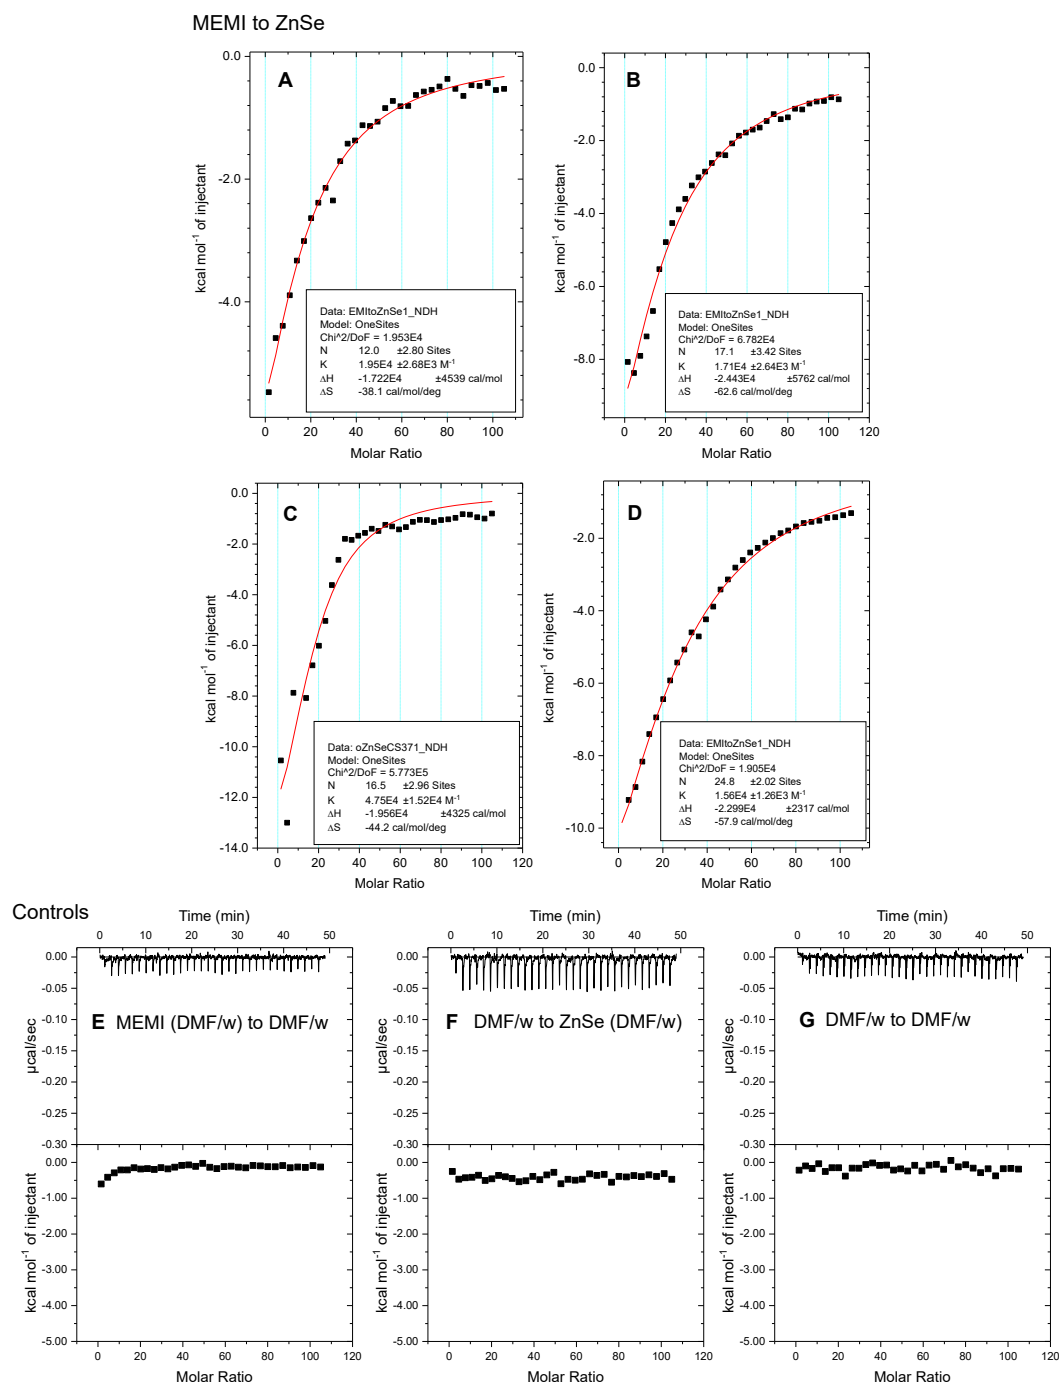 MEMI to ZnSe
A
0.0
-2.0
-4.0
kcal mol⁻¹ of injectant
Data: EMItoZnSe1_NDH
Model: OneSites
Chi^2/DoF = 1.953E4
N 12.0 ±2.80 Sites
K 1.95E4 ±2.68E3 M⁻¹
ΔH -1.722E4 ±4539 cal/mol
ΔS -38.1 cal/mol/deg
0 20 40 60 80 100
Molar Ratio
B
0.0
-2.0
-4.0
-6.0
-8.0
kcal mol⁻¹ of injectant
Data: EMItoZnSe1_NDH
Model: OneSites
Chi^2/DoF = 6.782E4
N 17.1 ±3.42 Sites
K 1.71E4 ±2.64E3 M⁻¹
ΔH -2.443E4 ±5762 cal/mol
ΔS -62.6 cal/mol/deg
0 20 40 60 80 100 120
Molar Ratio
C
0.0
-2.0
-4.0
-6.0
-8.0
-10.0
-12.0
-14.0
kcal mol⁻¹ of injectant
Data: oZnSeCS371_NDH
Model: OneSites
Chi^2/DoF = 5.773E5
N 16.5 ±2.96 Sites
K 4.75E4 ±1.52E4 M⁻¹
ΔH -1.956E4 ±4325 cal/mol
ΔS -44.2 cal/mol/deg
0 20 40 60 80 100 120
Molar Ratio
D
-2.0
-4.0
-6.0
-8.0
-10.0
kcal mol⁻¹ of injectant
Data: EMItoZnSe1_NDH
Model: OneSites
Chi^2/DoF = 1.905E4
N 24.8 ±2.02 Sites
K 1.56E4 ±1.26E3 M⁻¹
ΔH -2.299E4 ±2317 cal/mol
ΔS -57.9 cal/mol/deg
0 20 40 60 80 100
Molar Ratio
Controls
Time (min)
0 10 20 30 40 50
0.00
-0.05
-0.10
-0.15
-0.20
-0.25
-0.30
µcal/sec
E MEMI (DMF/w) to DMF/w
0.00
-1.00
-2.00
-3.00
-4.00
-5.00
kcal mol⁻¹ of injectant
0 20 40 60 80 100 120
Molar Ratio
Time (min)
0 10 20 30 40 50
0.00
-0.05
-0.10
-0.15
-0.20
-0.25
-0.30
µcal/sec
F DMF/w to ZnSe (DMF/w)
0.00
-1.00
-2.00
-3.00
-4.00
-5.00
kcal mol⁻¹ of injectant
0 20 40 60 80 100 120
Molar Ratio
Time (min)
0 10 20 30 40 50
0.00
-0.05
-0.10
-0.15
-0.20
-0.25
-0.30
µcal/sec
G DMF/w to DMF/w
0.00
-1.00
-2.00
-3.00
-4.00
-5.00
kcal mol⁻¹ of injectant
0 20 40 60 80 100 120
Molar Ratio